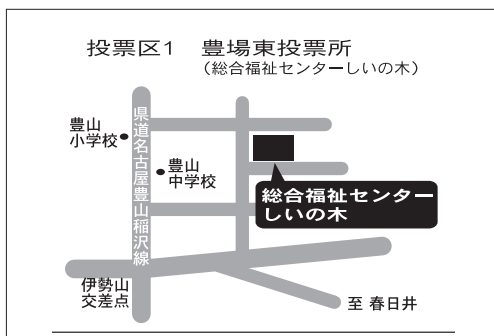 投票区1　豊場東投票所
（総合福祉センターしいの木）
豊山
小学校
県道名古屋豊山稲沢線
豊山
中学校
総合福祉センター
しいの木
伊勢山
交差点
至 春日井